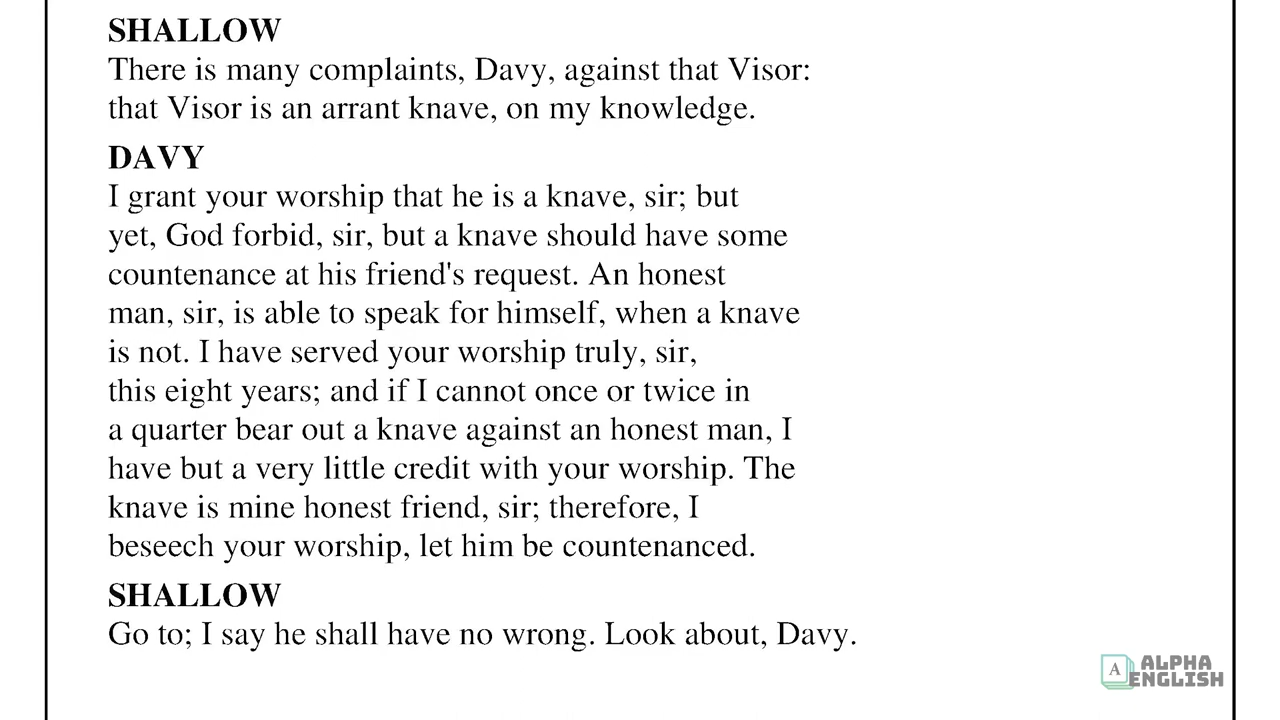 SHALLOW
There is many complaints, Davy, against that Visor:
that Visor is an arrant knave, on my knowledge.
DAVY
I grant your worship that he is a knave, sir; but
yet, God forbid, sir, but a knave should have some
countenance at his friend's request. An honest
man, sir, is able to speak for himself, when a knave
is not. I have served your worship truly, sir,
this eight years; and if I cannot once or twice in
a quarter bear out a knave against an honest man, I
have but a very little credit with your worship. The
knave is mine honest friend, sir; therefore, I
beseech your worship, let him be countenanced.
SHALLOW
Go to; I say he shall have no wrong. Look about, Davy.
A ALPHA
ENGLISH